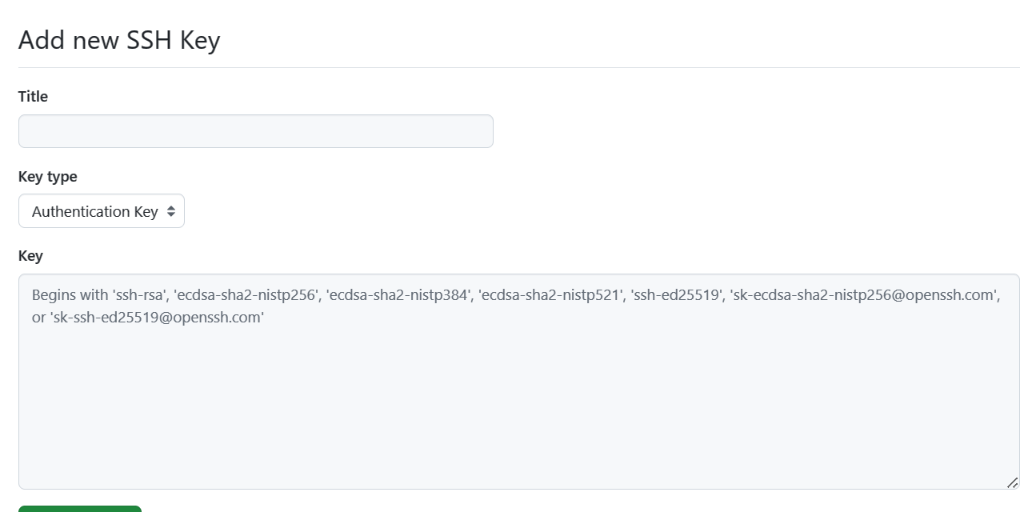 Add new SSH Key
Title
Key type
Authentication Key
Key
Begins with 'ssh-rsa', 'ecdsa-sha2-nistp256', 'ecdsa-sha2-nistp384', 'ecdsa-sha2-nistp521', 'ssh-ed25519', 'sk-ecdsa-sha2-nistp256@openssh.com',
or 'sk-ssh-ed25519@openssh.com'